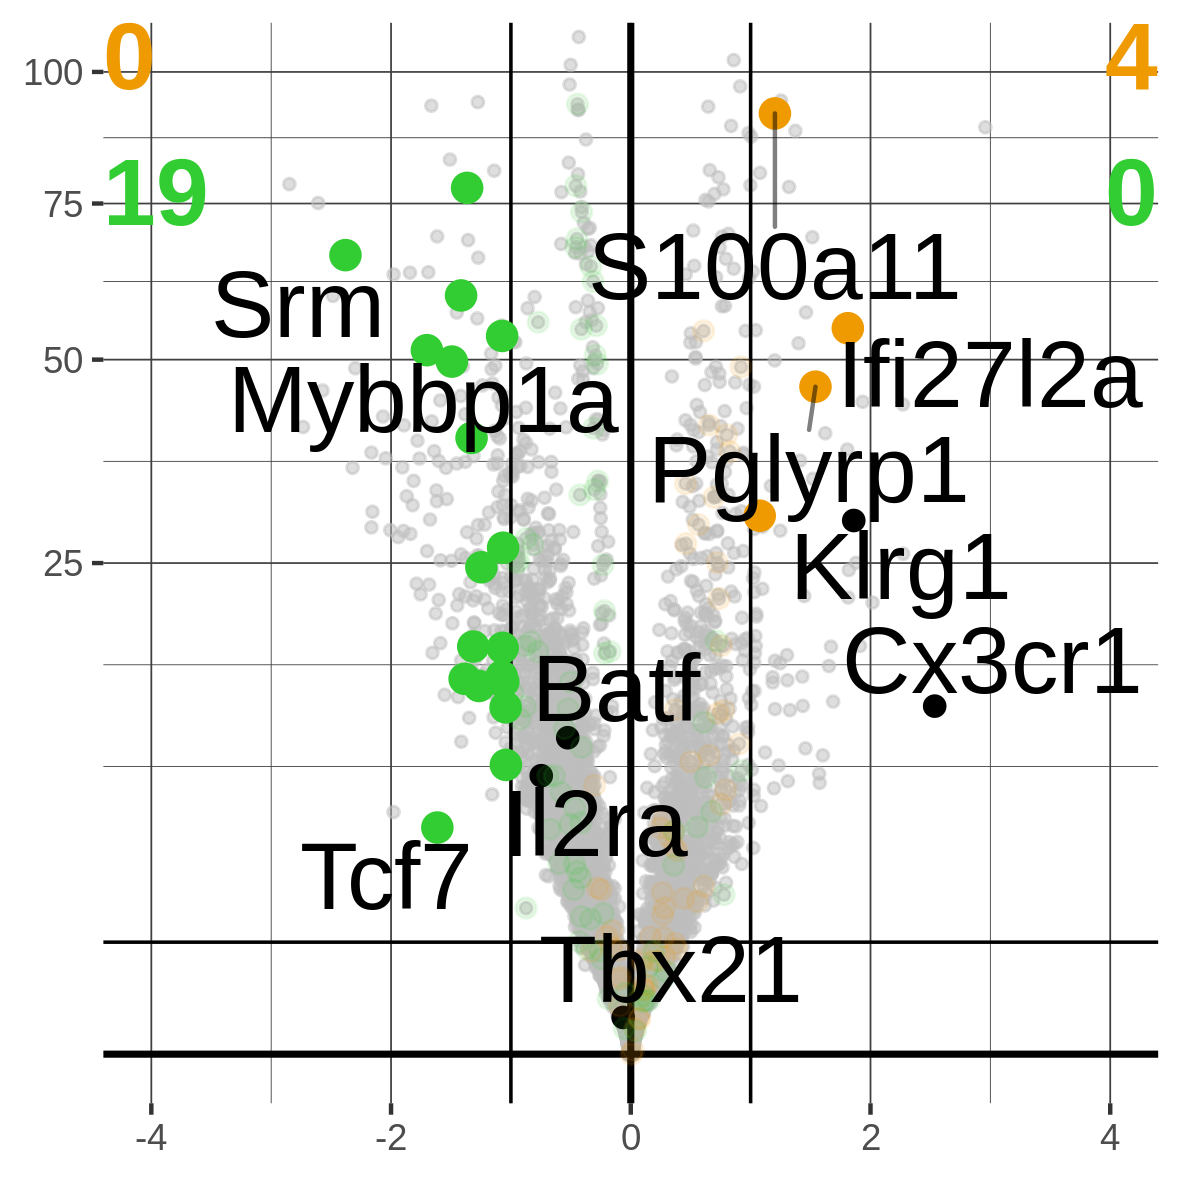 0
4
100
19
0
75
S100a11
Srm
50
Ifi27l2a
Mybbp1a
Pglyrp1
25
Klrg1
Cx3cr1
Batf
Il2ra
Tcf7
Tbx21
-4
-2
0
2
4